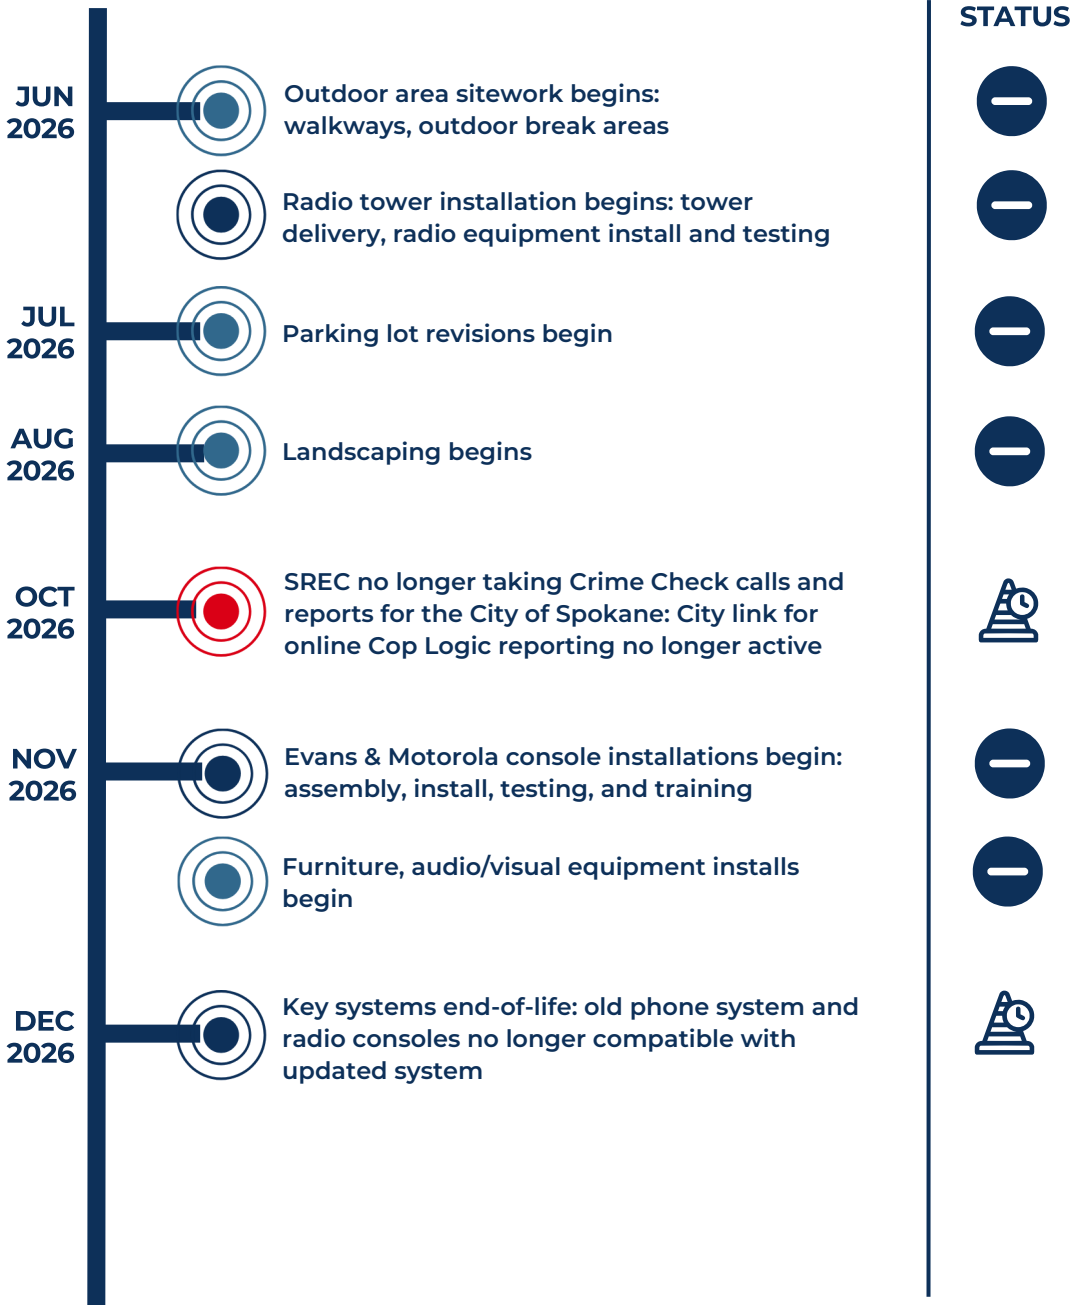 STATUS
JUN
2026
Outdoor area sitework begins:
walkways, outdoor break areas
Radio tower installation begins: tower
delivery, radio equipment install and testing
JUL
2026
Parking lot revisions begin
AUG
2026
Landscaping begins
OCT
2026
SREC no longer taking Crime Check calls and
reports for the City of Spokane: City link for
online Cop Logic reporting no longer active
NOV
2026
Evans & Motorola console installations begin:
assembly, install, testing, and training
Furniture, audio/visual equipment installs
begin
DEC
2026
Key systems end-of-life: old phone system and
radio consoles no longer compatible with
updated system